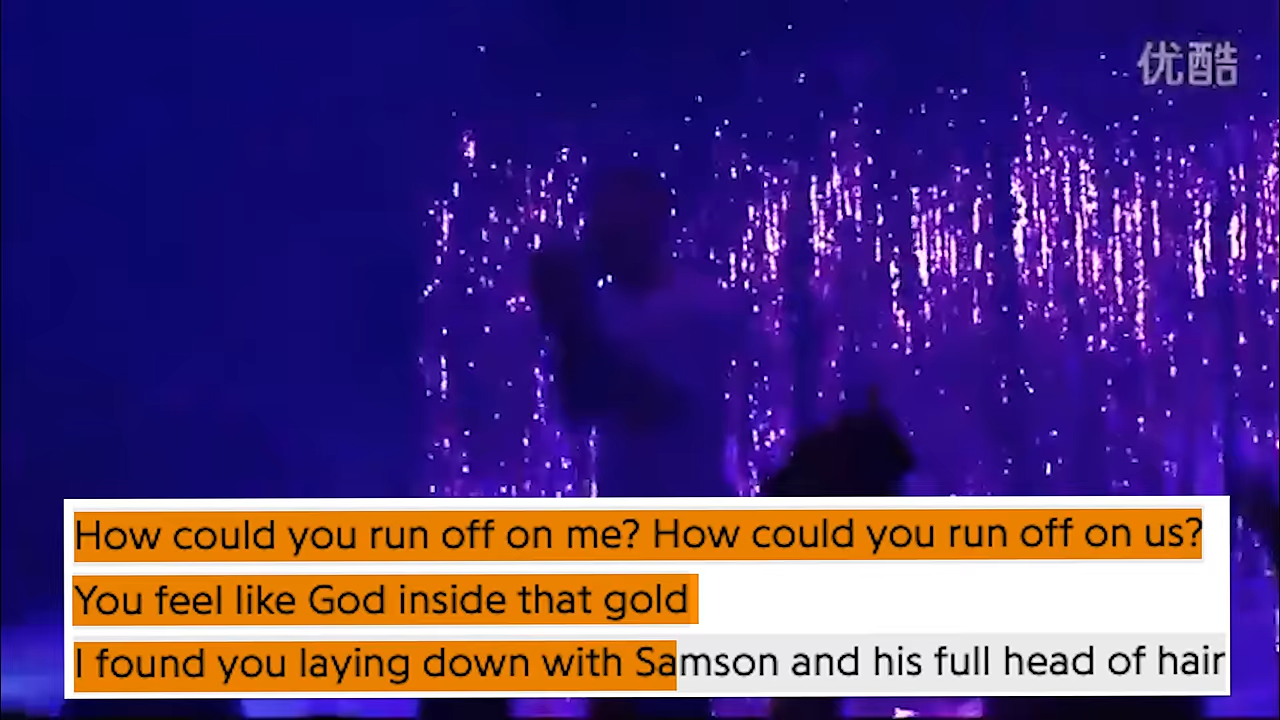 优酷
How could you run off on me? How could you run off on us?
You feel like God inside that gold
I found you laying down with Samson and his full head of hair